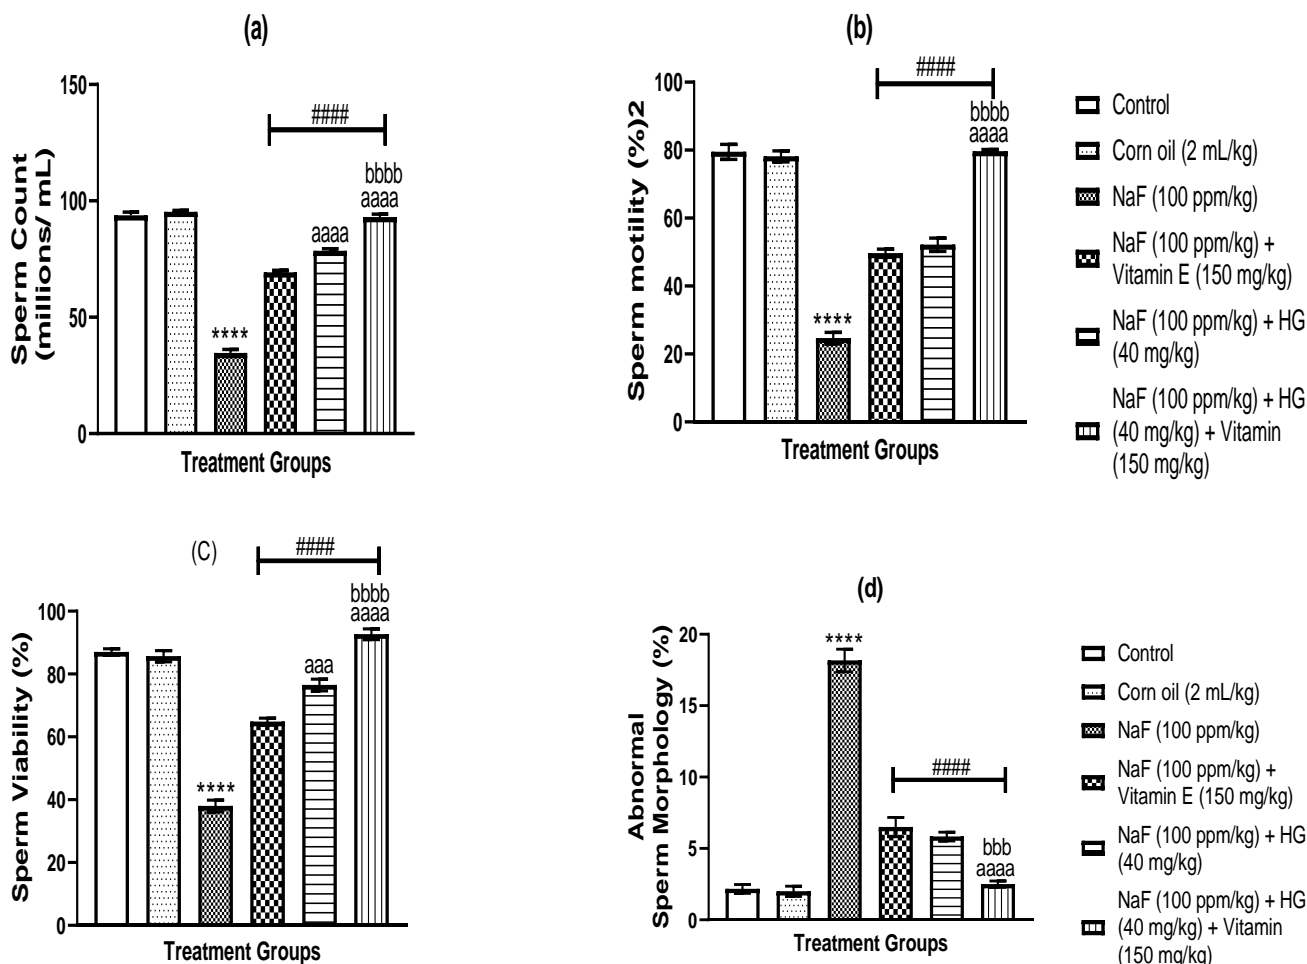 (a)
Sperm Count
(millions/ mL)
150
100
50
0
####
****
aaaa
bbbb
aaaa
Treatment Groups
(b)
Sperm motility (%)2
100
80
60
40
20
0
####
****
bbbb
aaaa
Treatment Groups
Control
Corn oil (2 mL/kg)
NaF (100 ppm/kg)
NaF (100 ppm/kg) +
Vitamin E (150 mg/kg)
NaF (100 ppm/kg) + HG
(40 mg/kg)
NaF (100 ppm/kg) + HG
(40 mg/kg) + Vitamin
(150 mg/kg)
(C)
Sperm Viability (%)
100
80
60
40
20
0
####
****
aaa
bbbb
aaaa
Treatment Groups
(d)
Abnormal
Sperm Morphology (%)
20
15
10
5
0
****
####
bbb
aaaa
Treatment Groups
Control
Corn oil (2 mL/kg)
NaF (100 ppm/kg)
NaF (100 ppm/kg) +
Vitamin E (150 mg/kg)
NaF (100 ppm/kg) + HG
(40 mg/kg)
NaF (100 ppm/kg) + HG
(40 mg/kg) + Vitamin
(150 mg/kg)